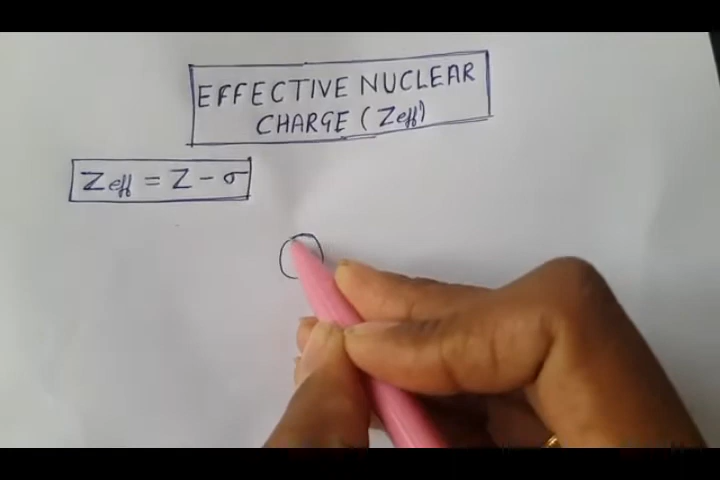 EFFECTIVE NUCLEAR
CHARGE (Zeff)
Zeff = Z - σ